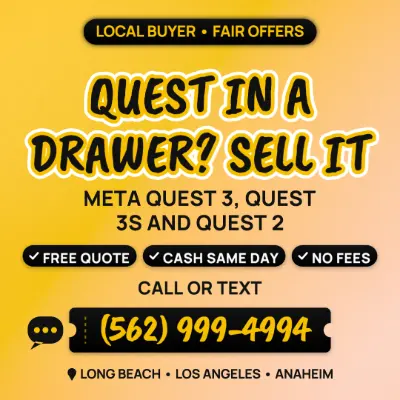 LOCAL BUYER • FAIR OFFERS
QUEST IN A
DRAWER? SELL IT
META QUEST 3, QUEST
3S AND QUEST 2
✓ FREE QUOTE ✓ CASH SAME DAY ✓ NO FEES
CALL OR TEXT
(562) 999-4994
LONG BEACH • LOS ANGELES • ANAHEIM